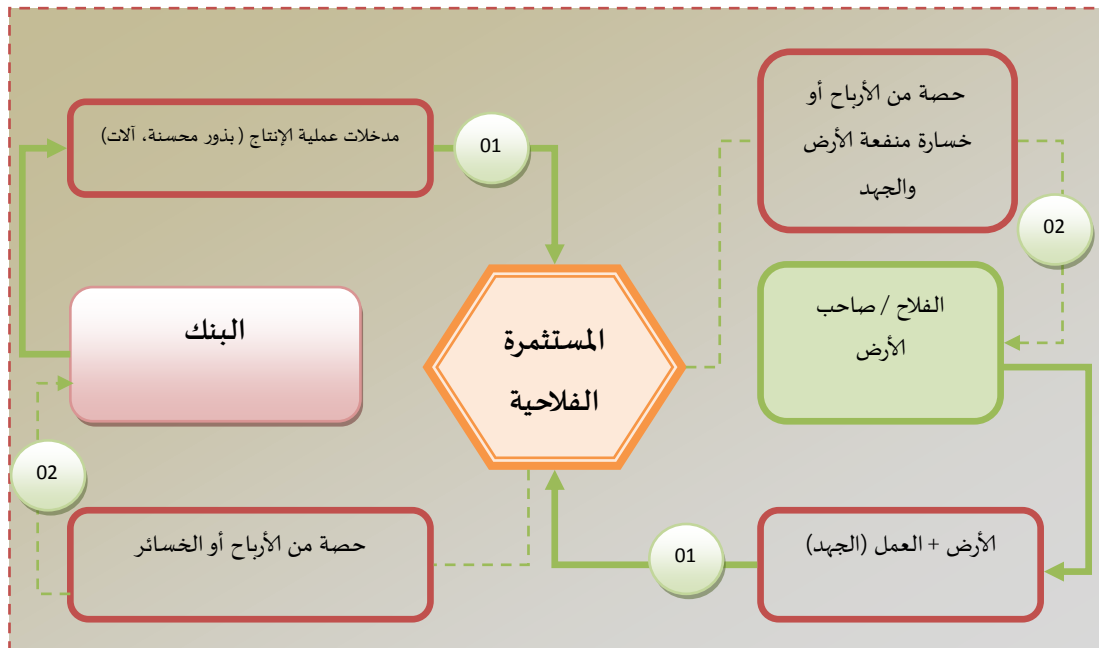 حصة من الأرباح أو
خسارة منفعة الأرض
والجهد
02
01
مدخلات عملية الإنتاج ( بذور محسنة، آلات)
الفلاح / صاحب
الأرض
المستثمرة
الفلاحية
البنك
02
الأرض + العمل (الجهد)
01
حصة من الأرباح أو الخسائر